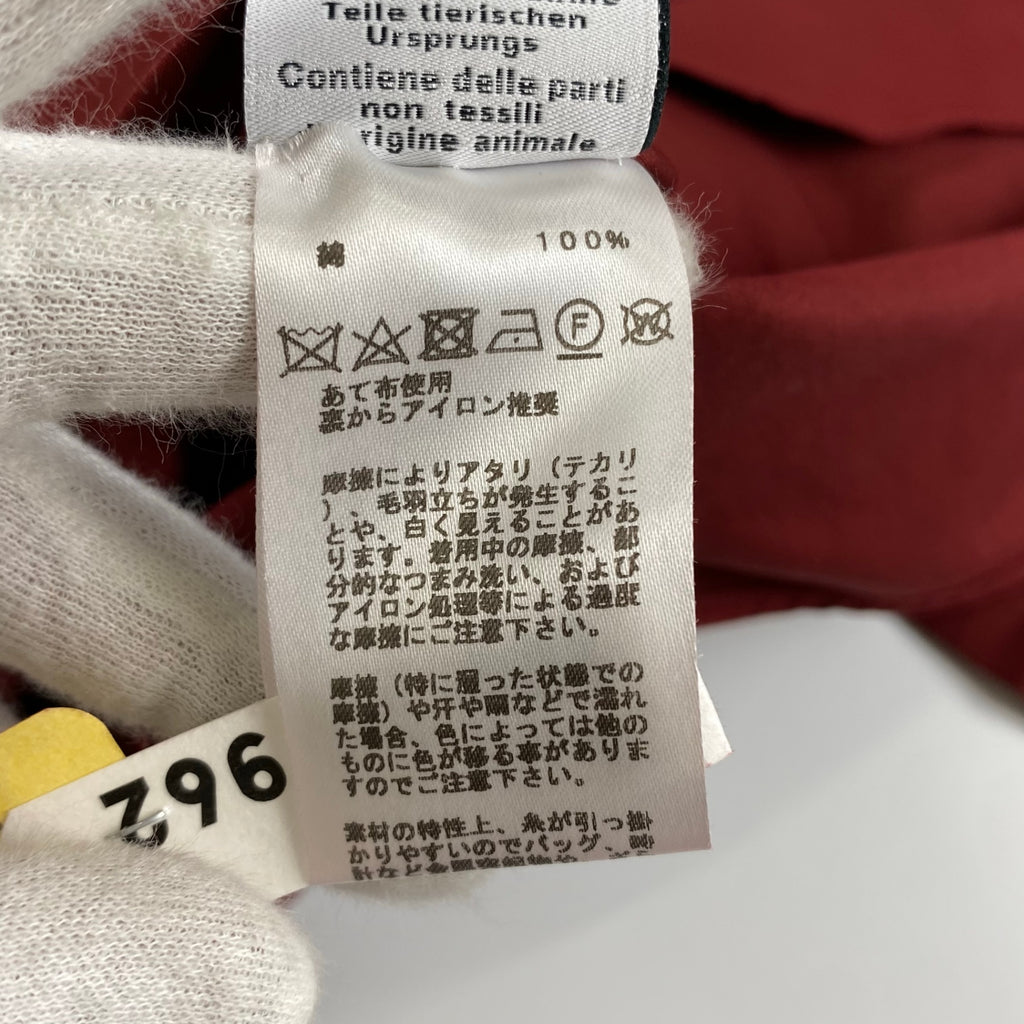 Teile tierischen
Ursprungs
Contiene delle parti
non tessili
origine animale
綿 100%
F W
あて布使用
裏からアイロン推奨
摩擦によりアタリ（テカリ
）、毛羽立ちが発生するこ
とや、白く見えることがあ
ります。着用中の摩擦、部
分的なつまみ洗い、および
アイロン処理等による過度
な摩擦にご注意下さい。
摩擦（特に湿った状態での
摩擦）や汗や雨などで濡れ
た場合、色によっては他の
ものに色が移る事がありま
すのでご注意下さい。
素材の特性上、糸が引っ掛
かりやすいのでバッグ、時
計など金属
396